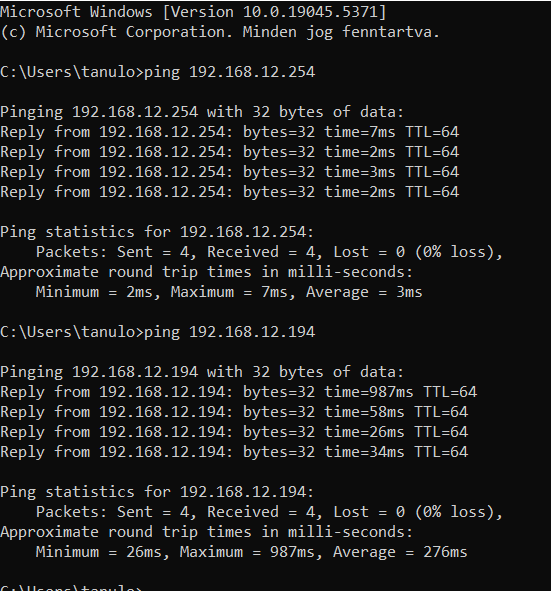 Microsoft Windows [Version 10.0.19045.5371]
(c) Microsoft Corporation. Minden jog fenntartva.
C:\Users\tanulo>ping 192.168.12.254
Pinging 192.168.12.254 with 32 bytes of data:
Reply from 192.168.12.254: bytes=32 time=7ms TTL=64
Reply from 192.168.12.254: bytes=32 time=2ms TTL=64
Reply from 192.168.12.254: bytes=32 time=3ms TTL=64
Reply from 192.168.12.254: bytes=32 time=2ms TTL=64
Ping statistics for 192.168.12.254:
    Packets: Sent = 4, Received = 4, Lost = 0 (0% loss),
Approximate round trip times in milli-seconds:
    Minimum = 2ms, Maximum = 7ms, Average = 3ms
C:\Users\tanulo>ping 192.168.12.194
Pinging 192.168.12.194 with 32 bytes of data:
Reply from 192.168.12.194: bytes=32 time=987ms TTL=64
Reply from 192.168.12.194: bytes=32 time=58ms TTL=64
Reply from 192.168.12.194: bytes=32 time=26ms TTL=64
Reply from 192.168.12.194: bytes=32 time=34ms TTL=64
Ping statistics for 192.168.12.194:
    Packets: Sent = 4, Received = 4, Lost = 0 (0% loss),
Approximate round trip times in milli-seconds:
    Minimum = 26ms, Maximum = 987ms, Average = 276ms
C:\Users\tanulo>